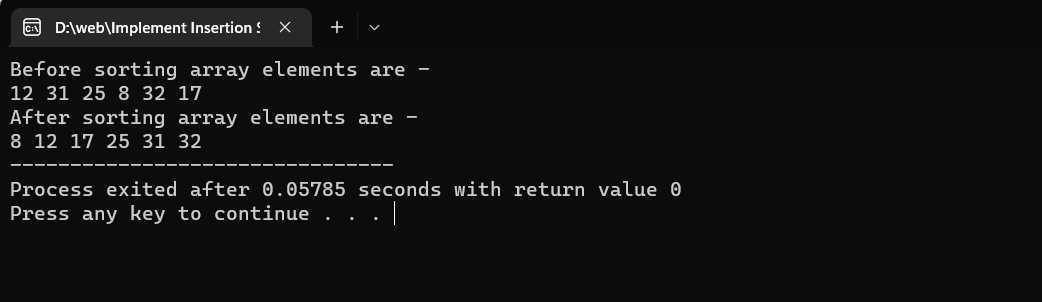 D:\web\Implement Insertion S
Before sorting array elements are -
12 31 25 8 32 17
After sorting array elements are -
8 12 17 25 31 32
--------------------------------
Process exited after 0.05785 seconds with return value 0
Press any key to continue . . .